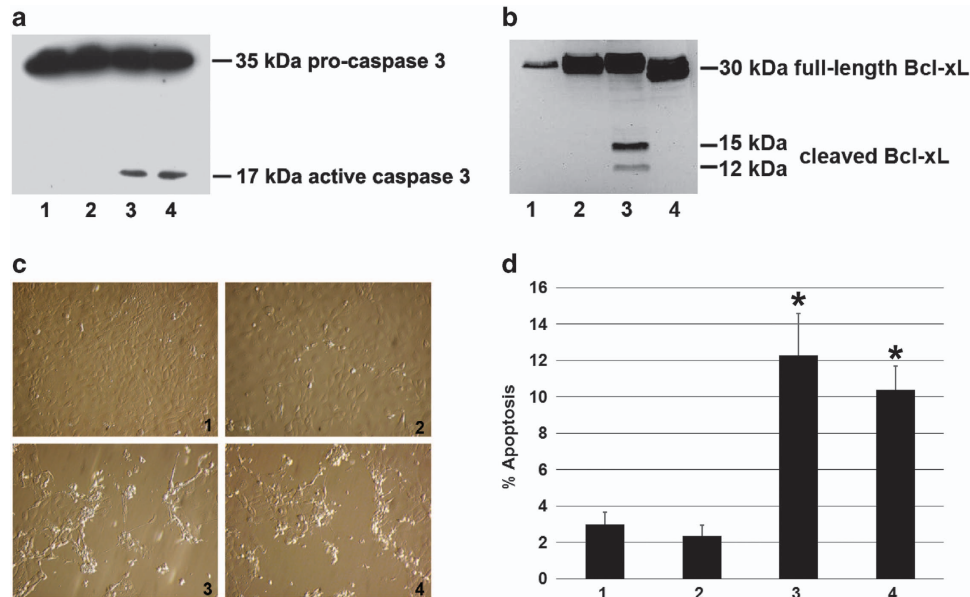 a
35 kDa pro-caspase 3
17 kDa active caspase 3
1 2 3 4
b
30 kDa full-length Bcl-xL
15 kDa
cleaved Bcl-xL
12 kDa
1 2 3 4
c
1
2
3
4
d
% Apoptosis
16
14
12
10
8
6
4
2
0
* *
1 2 3 4